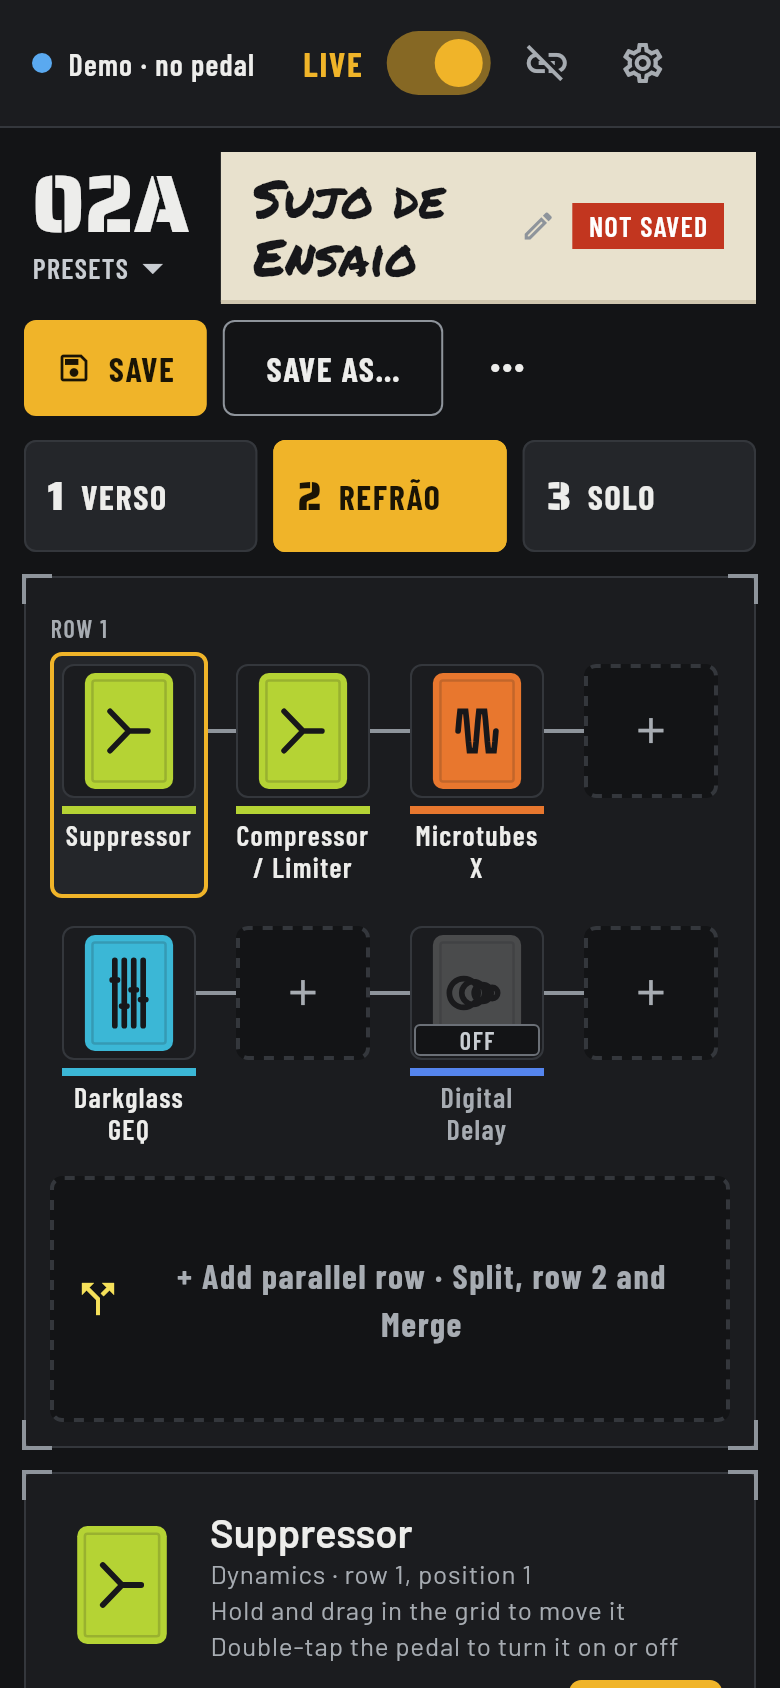 Demo · no pedal LIVE
02A
PRESETS
SUJO DE
ENSAIO
NOT SAVED
SAVE SAVE AS... •••
1 VERSO 2 REFRÃO 3 SOLO
ROW 1
Suppressor Compressor Microtubes
/ Limiter X
OFF
Darkglass Digital
GEQ Delay
+ Add parallel row · Split, row 2 and
Merge
Suppressor
Dynamics · row 1, position 1
Hold and drag in the grid to move it
Double-tap the pedal to turn it on or off